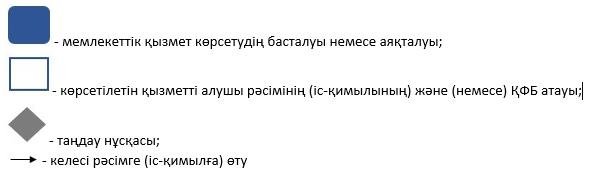 - мемлекеттік қызмет көрсетудің басталуы немесе аяқталуы;
- көрсетілетін қызметті алушы рәсімінің (іс-қимылының) және (немесе) ҚФБ атауы;
- таңдау нұсқасы;
- келесі рәсімге (іс-қимылға) өту